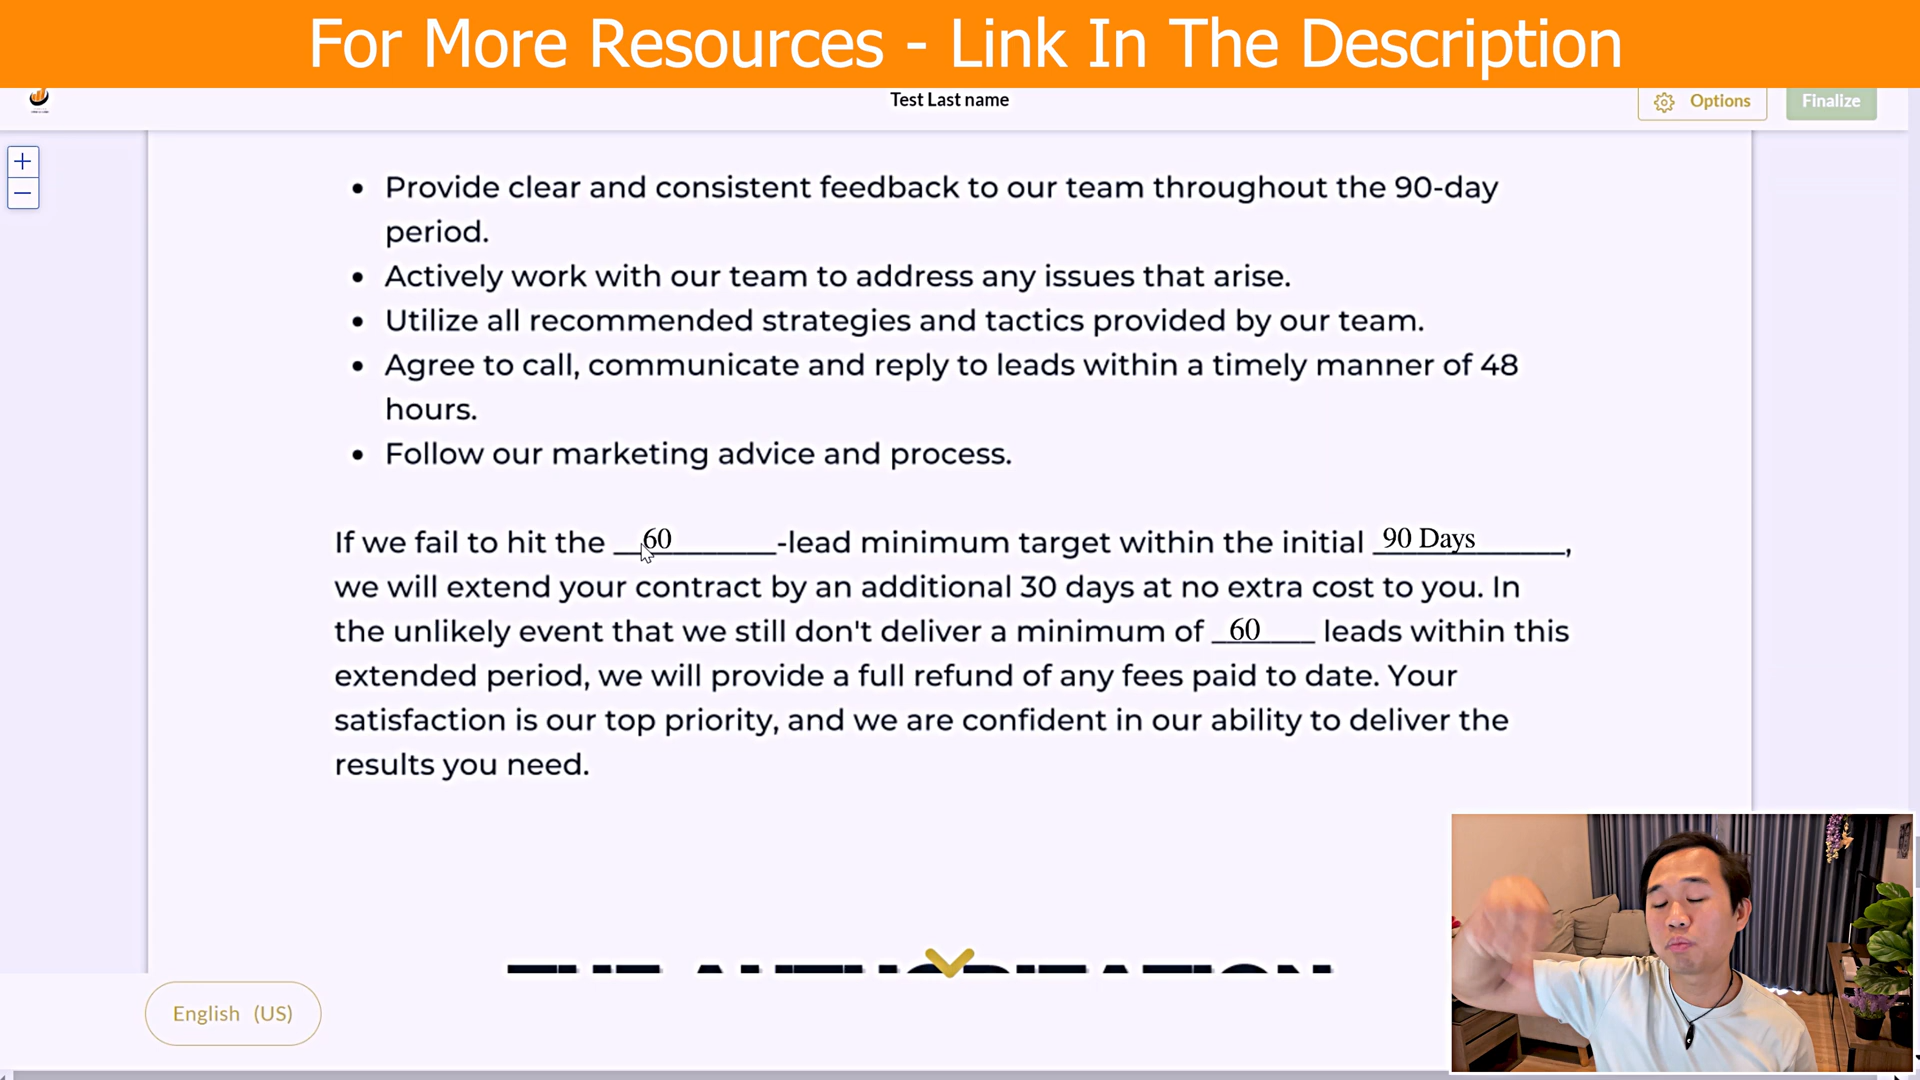 For More Resources - Link In The Description
Test Last name
Options
Finalize
+
−
• Provide clear and consistent feedback to our team throughout the 90-day
period.
• Actively work with our team to address any issues that arise.
• Utilize all recommended strategies and tactics provided by our team.
• Agree to call, communicate and reply to leads within a timely manner of 48
hours.
• Follow our marketing advice and process.
If we fail to hit the __60______-lead minimum target within the initial 90 Days______,
we will extend your contract by an additional 30 days at no extra cost to you. In
the unlikely event that we still don't deliver a minimum of _60___ leads within this
extended period, we will provide a full refund of any fees paid to date. Your
satisfaction is our top priority, and we are confident in our ability to deliver the
results you need.
THE AUTHORIZATION
English (US)